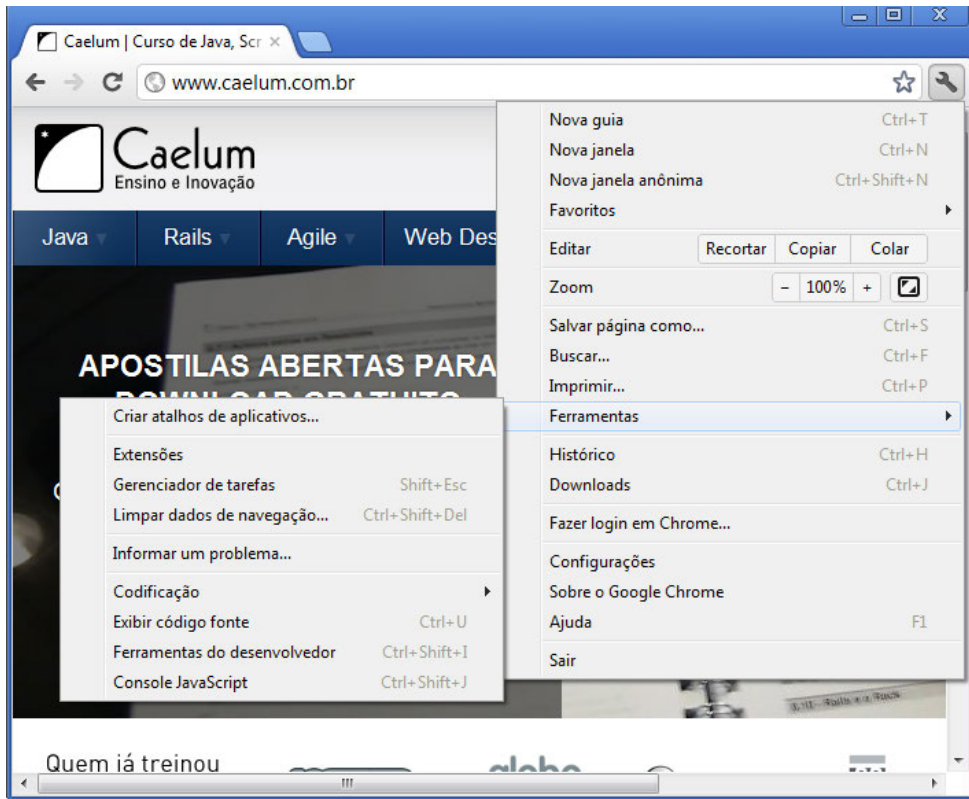 Caelum | Curso de Java, Scr
www.caelum.com.br
Caelum
Ensino e Inovação
Java
Rails
Agile
Web Des
APOSTILAS ABERTAS PARA
DOWNLOAD GRATUITO
Nova guia Ctrl+T
Nova janela Ctrl+N
Nova janela anônima Ctrl+Shift+N
Favoritos
Editar Recortar Copiar Colar
Zoom - 100% +
Salvar página como... Ctrl+S
Buscar... Ctrl+F
Imprimir... Ctrl+P
Ferramentas
Histórico Ctrl+H
Downloads Ctrl+J
Fazer login em Chrome...
Configurações
Sobre o Google Chrome
Ajuda F1
Sair
Criar atalhos de aplicativos...
Extensões
Gerenciador de tarefas Shift+Esc
Limpar dados de navegação... Ctrl+Shift+Del
Informar um problema...
Codificação
Exibir código fonte Ctrl+U
Ferramentas do desenvolvedor Ctrl+Shift+I
Console JavaScript Ctrl+Shift+J
Quem já treinou
globo